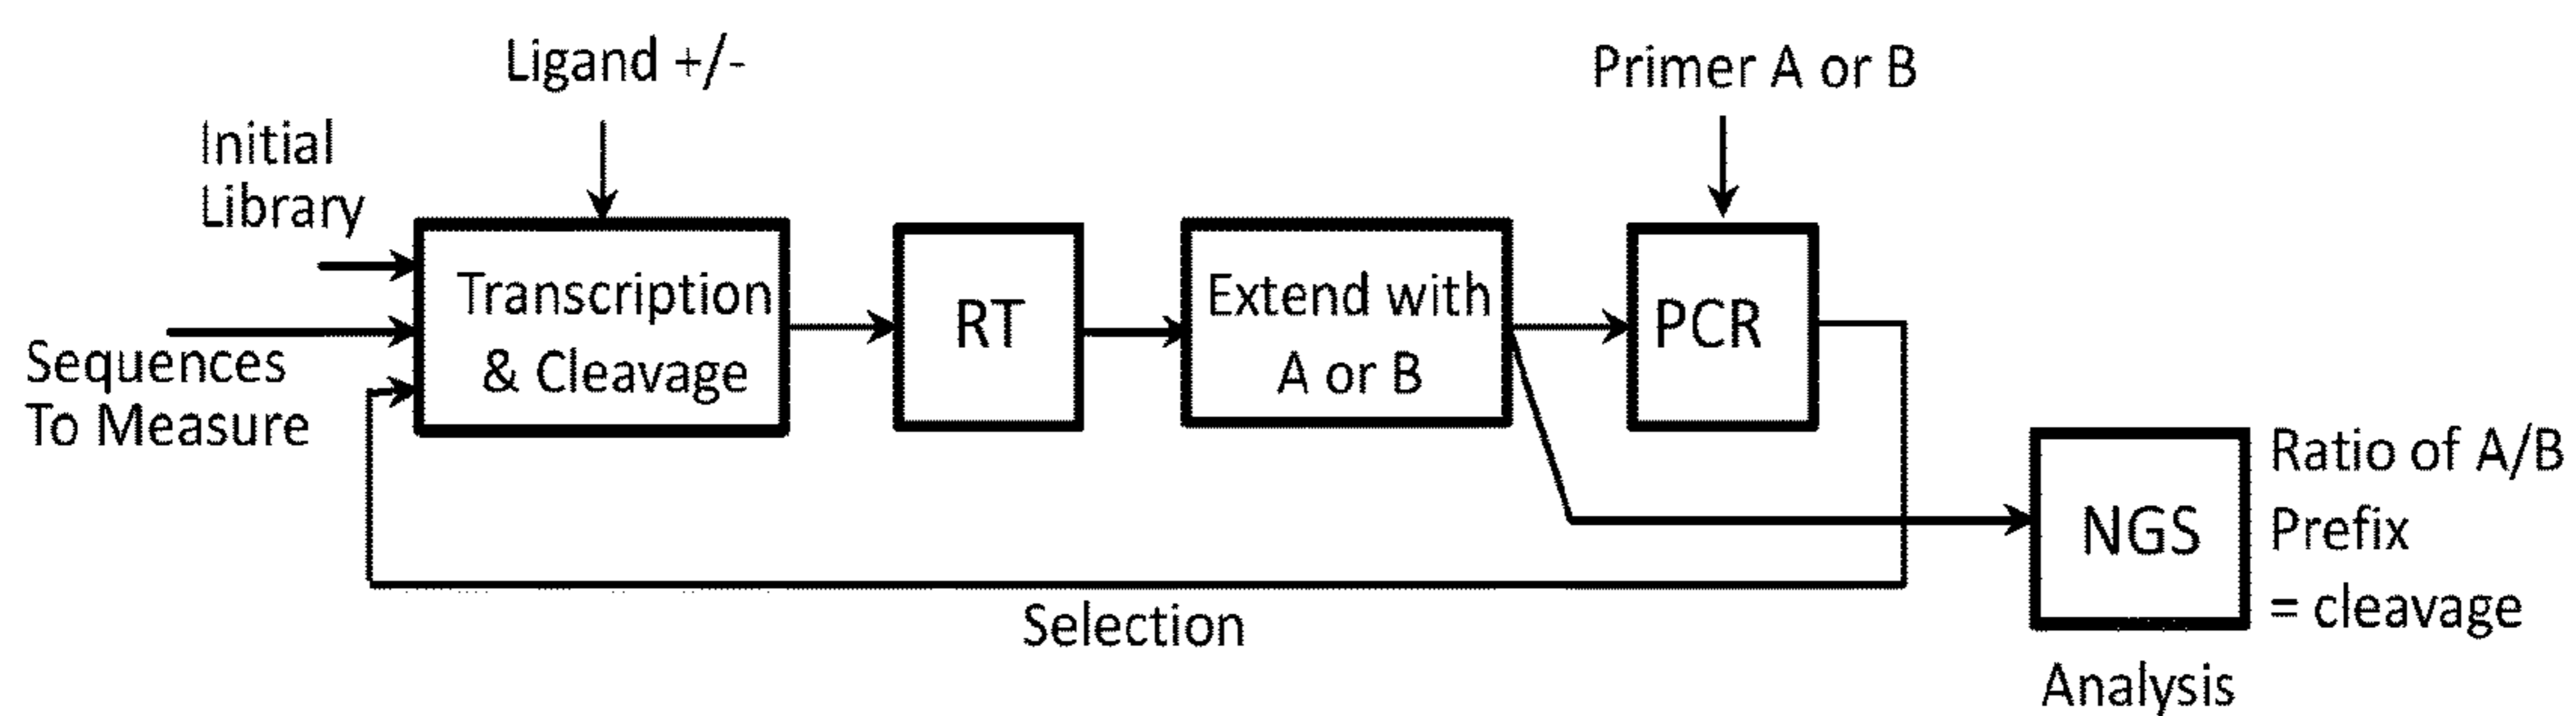 Ligand +/-
Primer A or B
Initial
Library
Transcription
& Cleavage
RT
Extend with
A or B
PCR
Sequences
To Measure
Selection
NGS
Ratio of A/B
Prefix
= cleavage
Analysis